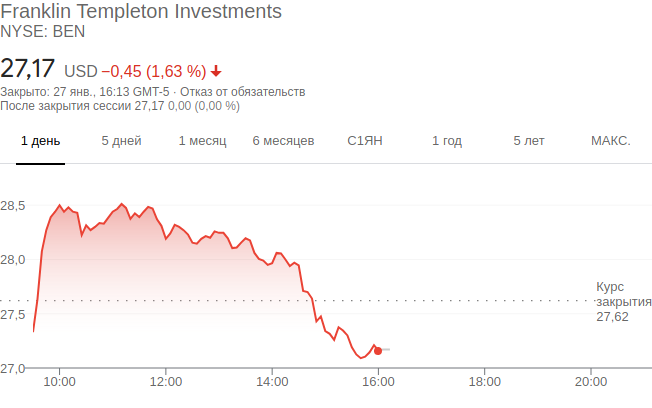 Franklin Templeton Investments
NYSE: BEN
27,17 USD −0,45 (1,63 %)
Закрыто: 27 янв., 16:13 GMT-5 · Отказ от обязательств
После закрытия сессии 27,17 0,00 (0,00 %)
1 день 5 дней 1 месяц 6 месяцев С1ЯН 1 год 5 лет МАКС.
28,5
28,0
Курс
закрытия
27,62
27,5
27,0
10:00 12:00 14:00 16:00 18:00 20:00